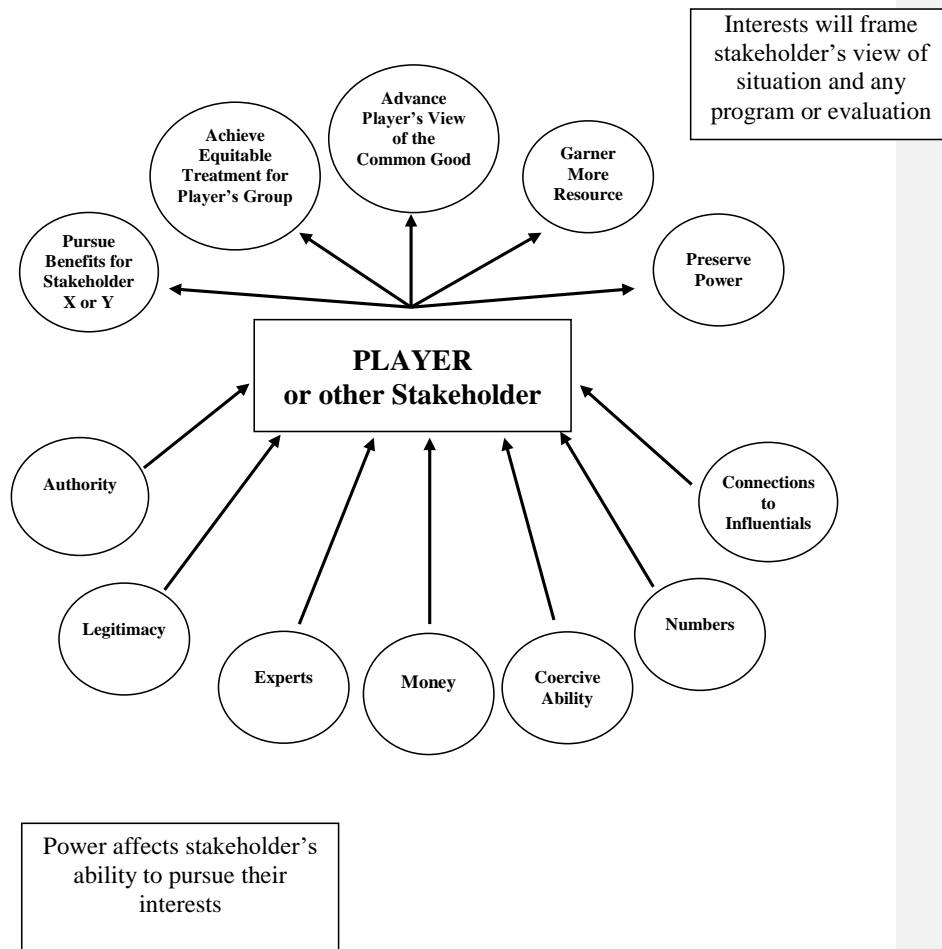 Interests will frame
stakeholder’s view of
situation and any
program or evaluation
Advance
Player’s View
of the
Common Good
Achieve
Equitable
Treatment for
Player’s Group
Garner
More
Resource
Pursue
Benefits for
Stakeholder
X or Y
Preserve
Power
PLAYER
or other Stakeholder
Authority
Connections
to
Influentials
Legitimacy
Numbers
Experts
Money
Coercive
Ability
Power affects stakeholder’s
ability to pursue their
interests